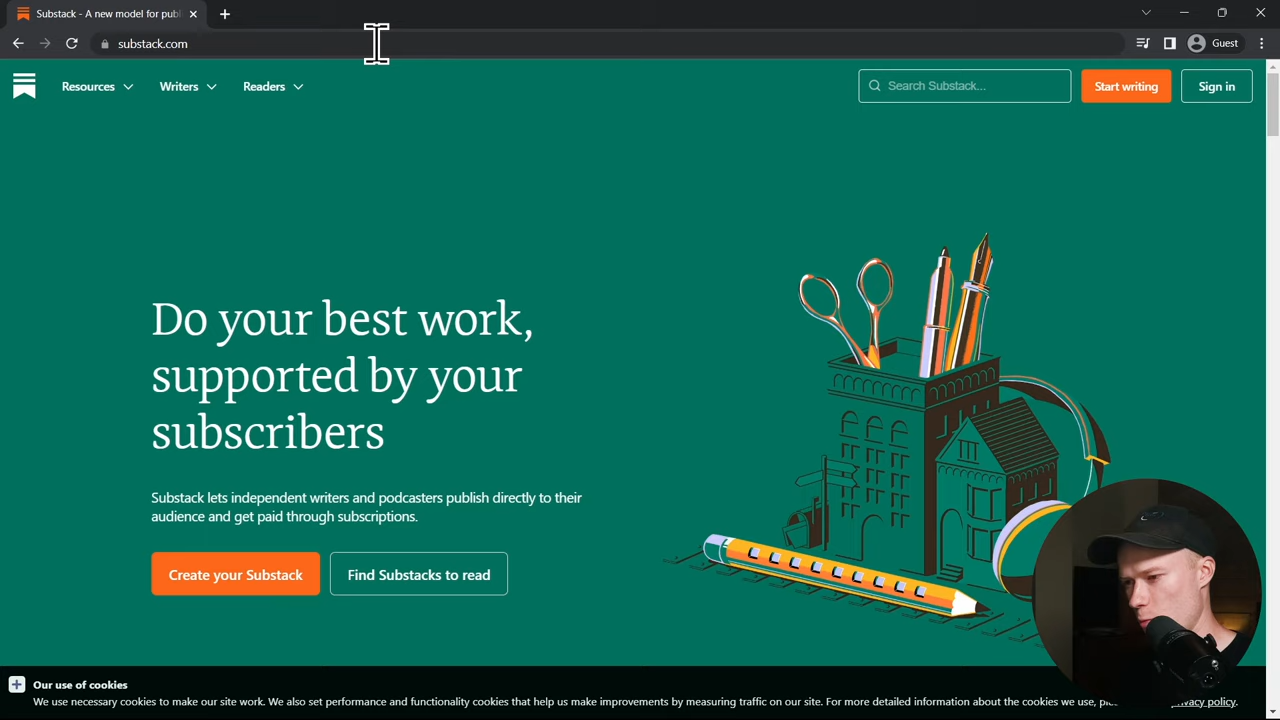 Substack - A new model for publ
substack.com
Guest
Resources
Writers
Readers
Search Substack...
Start writing
Sign in
Do your best work,
supported by your
subscribers
Substack lets independent writers and podcasters publish directly to their
audience and get paid through subscriptions.
Create your Substack
Find Substacks to read
Our use of cookies
We use necessary cookies to make our site work. We also set performance and functionality cookies that help us make improvements by measuring traffic on our site. For more detailed information about the cookies we use, policy.